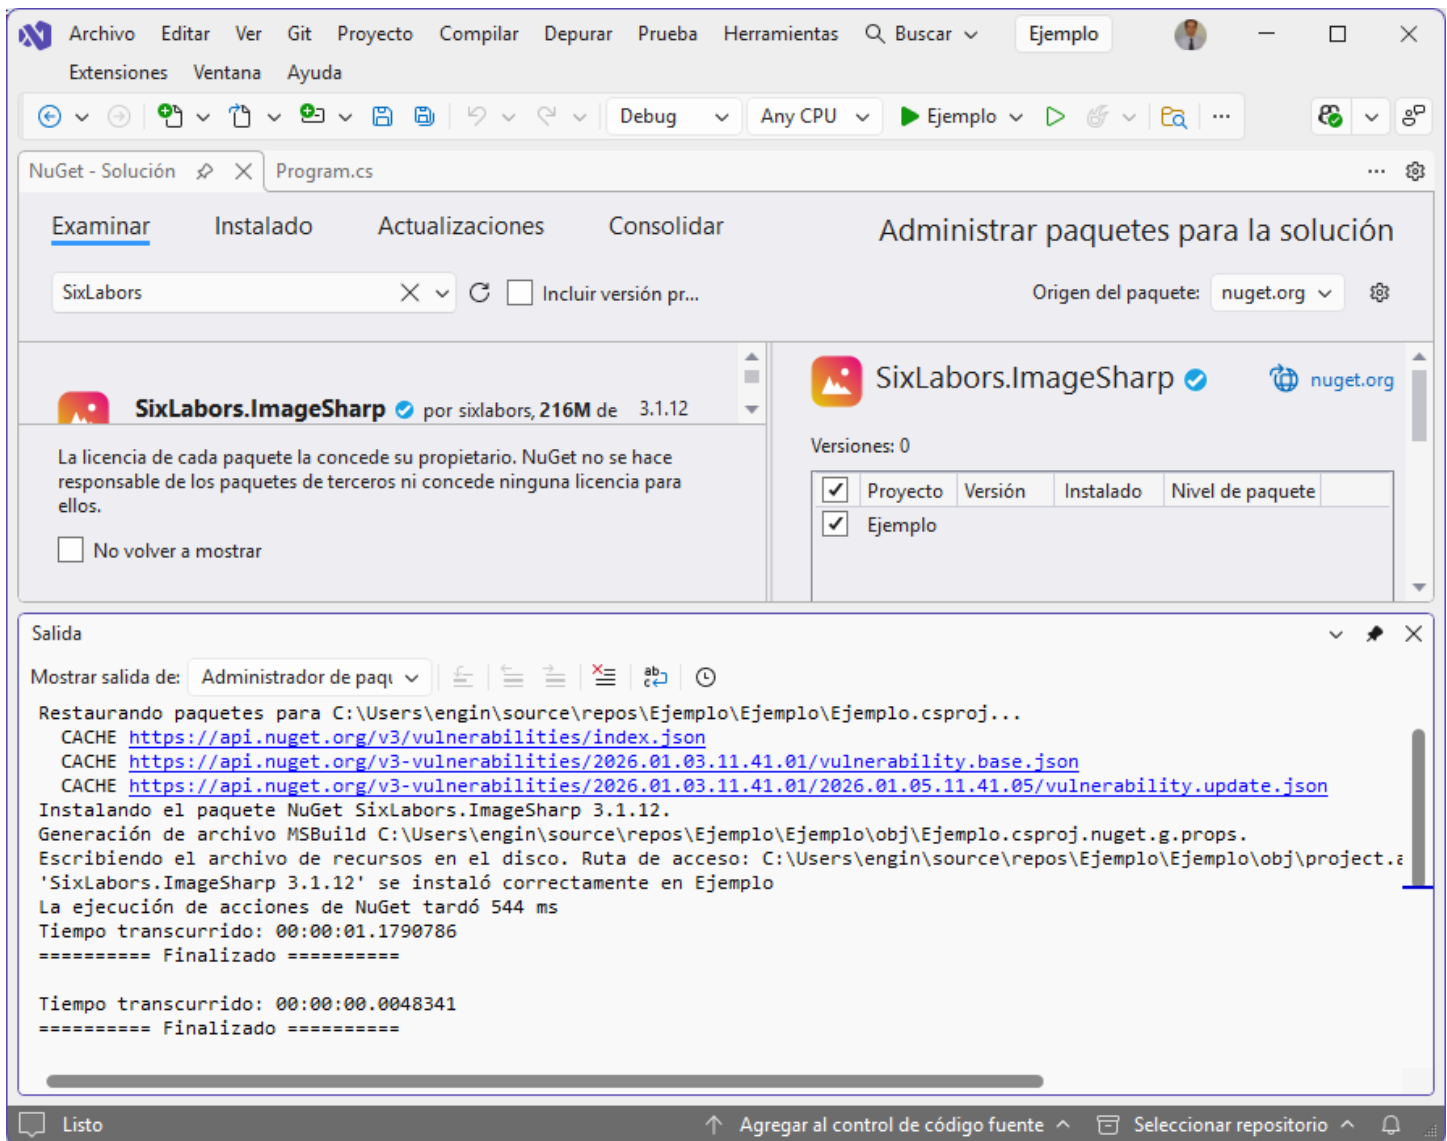 Archivo Editar Ver Git Proyecto Compilar Depurar Prueba Herramientas Buscar Ejemplo
Extensiones Ventana Ayuda
Debug Any CPU Ejemplo
NuGet - Solución Program.cs
Examinar Instalado Actualizaciones Consolidar Administrar paquetes para la solución
SixLabors Incluir versión pr... Origen del paquete: nuget.org
SixLabors.ImageSharp por sixlabors, 216M de 3.1.12
La licencia de cada paquete la concede su propietario. NuGet no se hace
responsable de los paquetes de terceros ni concede ninguna licencia para
ellos.
No volver a mostrar
SixLabors.ImageSharp nuget.org
Versiones: 0
Proyecto Versión Instalado Nivel de paquete
Ejemplo
Salida
Mostrar salida de: Administrador de paqu
Restaurando paquetes para C:\Users\engin\source\repos\Ejemplo\Ejemplo\Ejemplo.csproj...
CACHE https://api.nuget.org/v3/vulnerabilities/index.json
CACHE https://api.nuget.org/v3-vulnerabilities/2026.01.03.11.41.01/vulnerability.base.json
CACHE https://api.nuget.org/v3-vulnerabilities/2026.01.03.11.41.01/2026.01.05.11.41.05/vulnerability.update.json
Instalando el paquete NuGet SixLabors.ImageSharp 3.1.12.
Generación de archivo MSBuild C:\Users\engin\source\repos\Ejemplo\Ejemplo\obj\Ejemplo.csproj.nuget.g.props.
Escribiendo el archivo de recursos en el disco. Ruta de acceso: C:\Users\engin\source\repos\Ejemplo\Ejemplo\obj\project.a
'SixLabors.ImageSharp 3.1.12' se instaló correctamente en Ejemplo
La ejecución de acciones de NuGet tardó 544 ms
Tiempo transcurrido: 00:00:01.1790786
========== Finalizado ==========
Tiempo transcurrido: 00:00:00.0048341
========== Finalizado ==========
Listo Agregar al control de código fuente Seleccionar repositorio